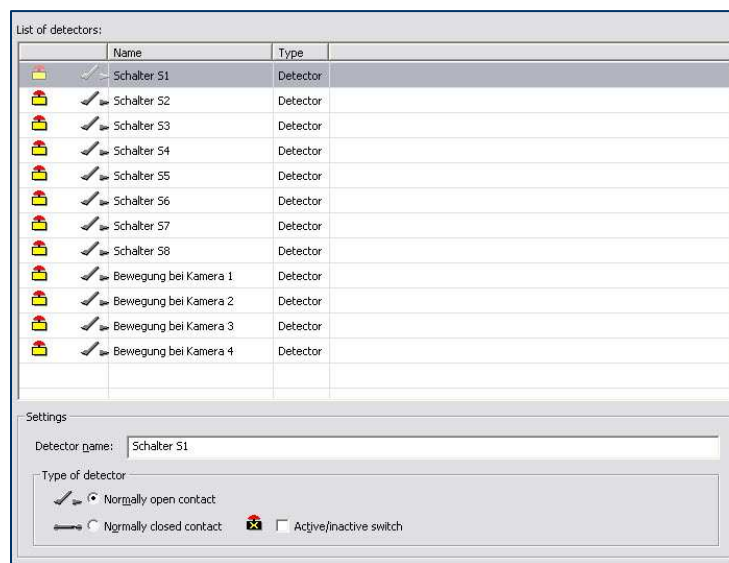 List of detectors:
Name Type
Schalter S1 Detector
Schalter S2 Detector
Schalter S3 Detector
Schalter S4 Detector
Schalter S5 Detector
Schalter S6 Detector
Schalter S7 Detector
Schalter S8 Detector
Bewegung bei Kamera 1 Detector
Bewegung bei Kamera 2 Detector
Bewegung bei Kamera 3 Detector
Bewegung bei Kamera 4 Detector
Settings
Detector name: Schalter S1
Type of detector
Normally open contact
Normally closed contact Active/inactive switch